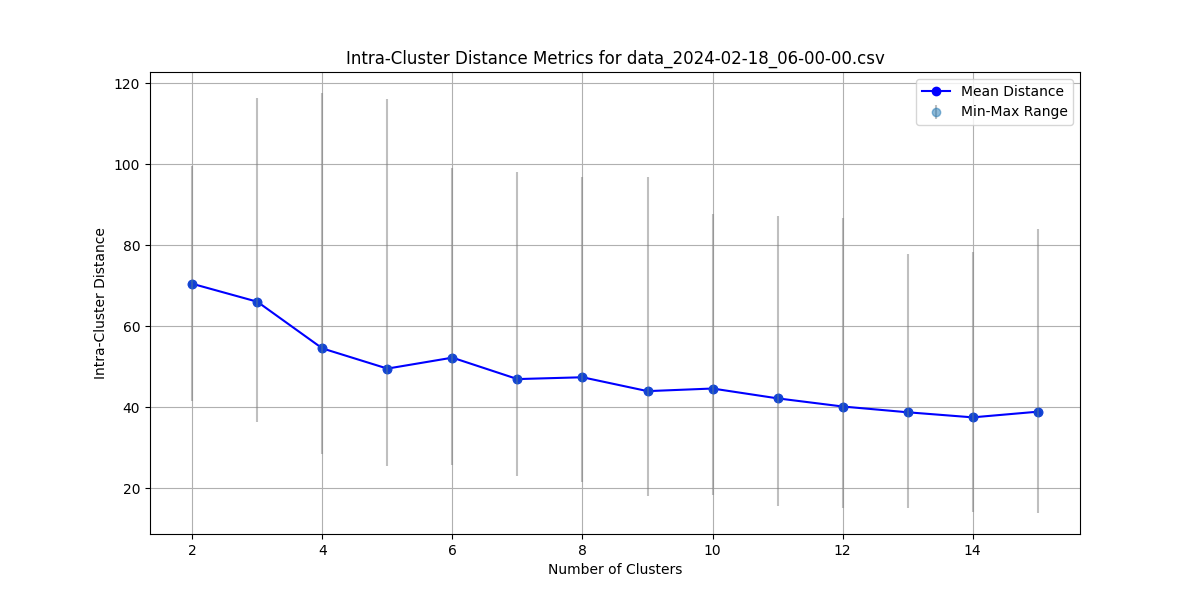 Intra-Cluster Distance Metrics for data_2024-02-18_06-00-00.csv
120
100
80
60
40
20
Intra-Cluster Distance
Mean Distance
Min-Max Range
2 4 6 8 10 12 14
Number of Clusters